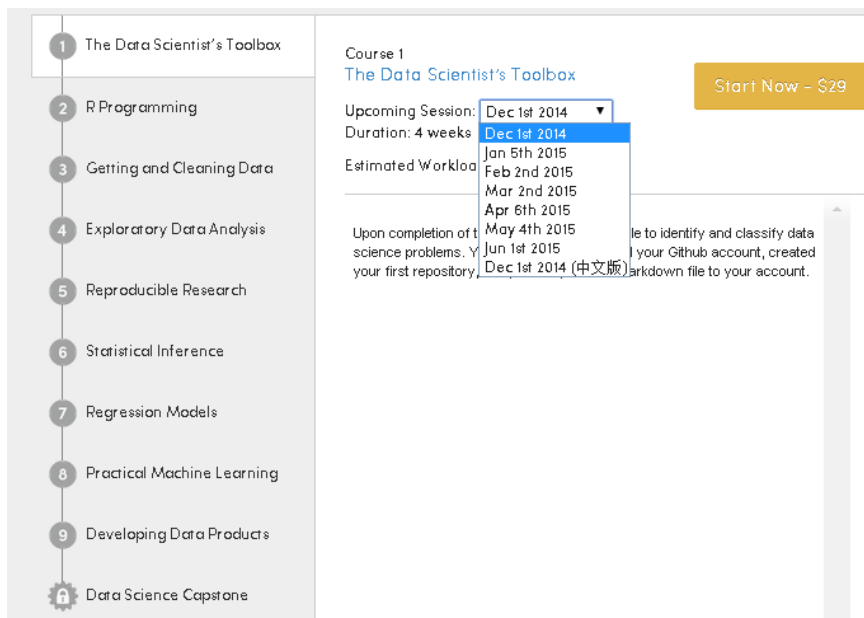 1 The Data Scientist's Toolbox
2 R Programming
3 Getting and Cleaning Data
4 Exploratory Data Analysis
5 Reproducible Research
6 Statistical Inference
7 Regression Models
8 Practical Machine Learning
9 Developing Data Products
Data Science Capstone
Course 1
The Data Scientist's Toolbox
Start Now - $29
Upcoming Session: Dec 1st 2014
Duration: 4 weeks
Estimated Workloa
Dec 1st 2014
Jan 5th 2015
Feb 2nd 2015
Mar 2nd 2015
Apr 6th 2015
May 4th 2015
Jun 1st 2015
Dec 1st 2014 (中文版)
Upon completion of t le to identify and classify data
science problems. Y your Github account, created
your first repository, arkdown file to your account.